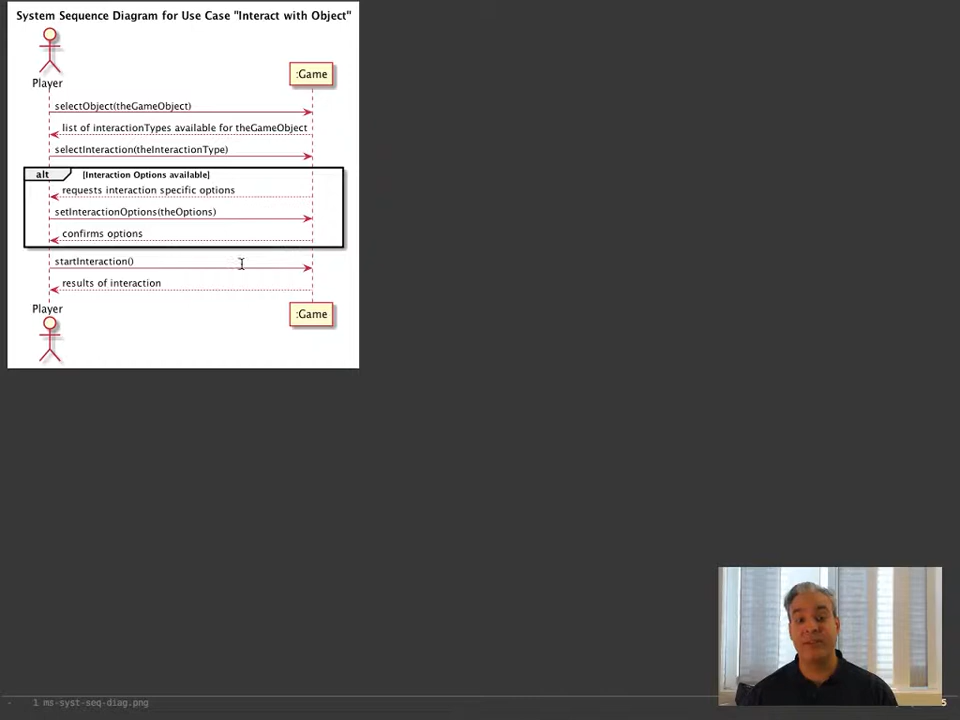 System Sequence Diagram for Use Case "Interact with Object"
Player
:Game
selectObject(theGameObject)
list of interactionTypes available for theGameObject
selectInteraction(theInteractionType)
alt [Interaction Options available]
requests interaction specific options
setInteractionOptions(theOptions)
confirms options
startInteraction()
results of interaction
Player
:Game
- 1 ms-syst-seq-diag.png 5